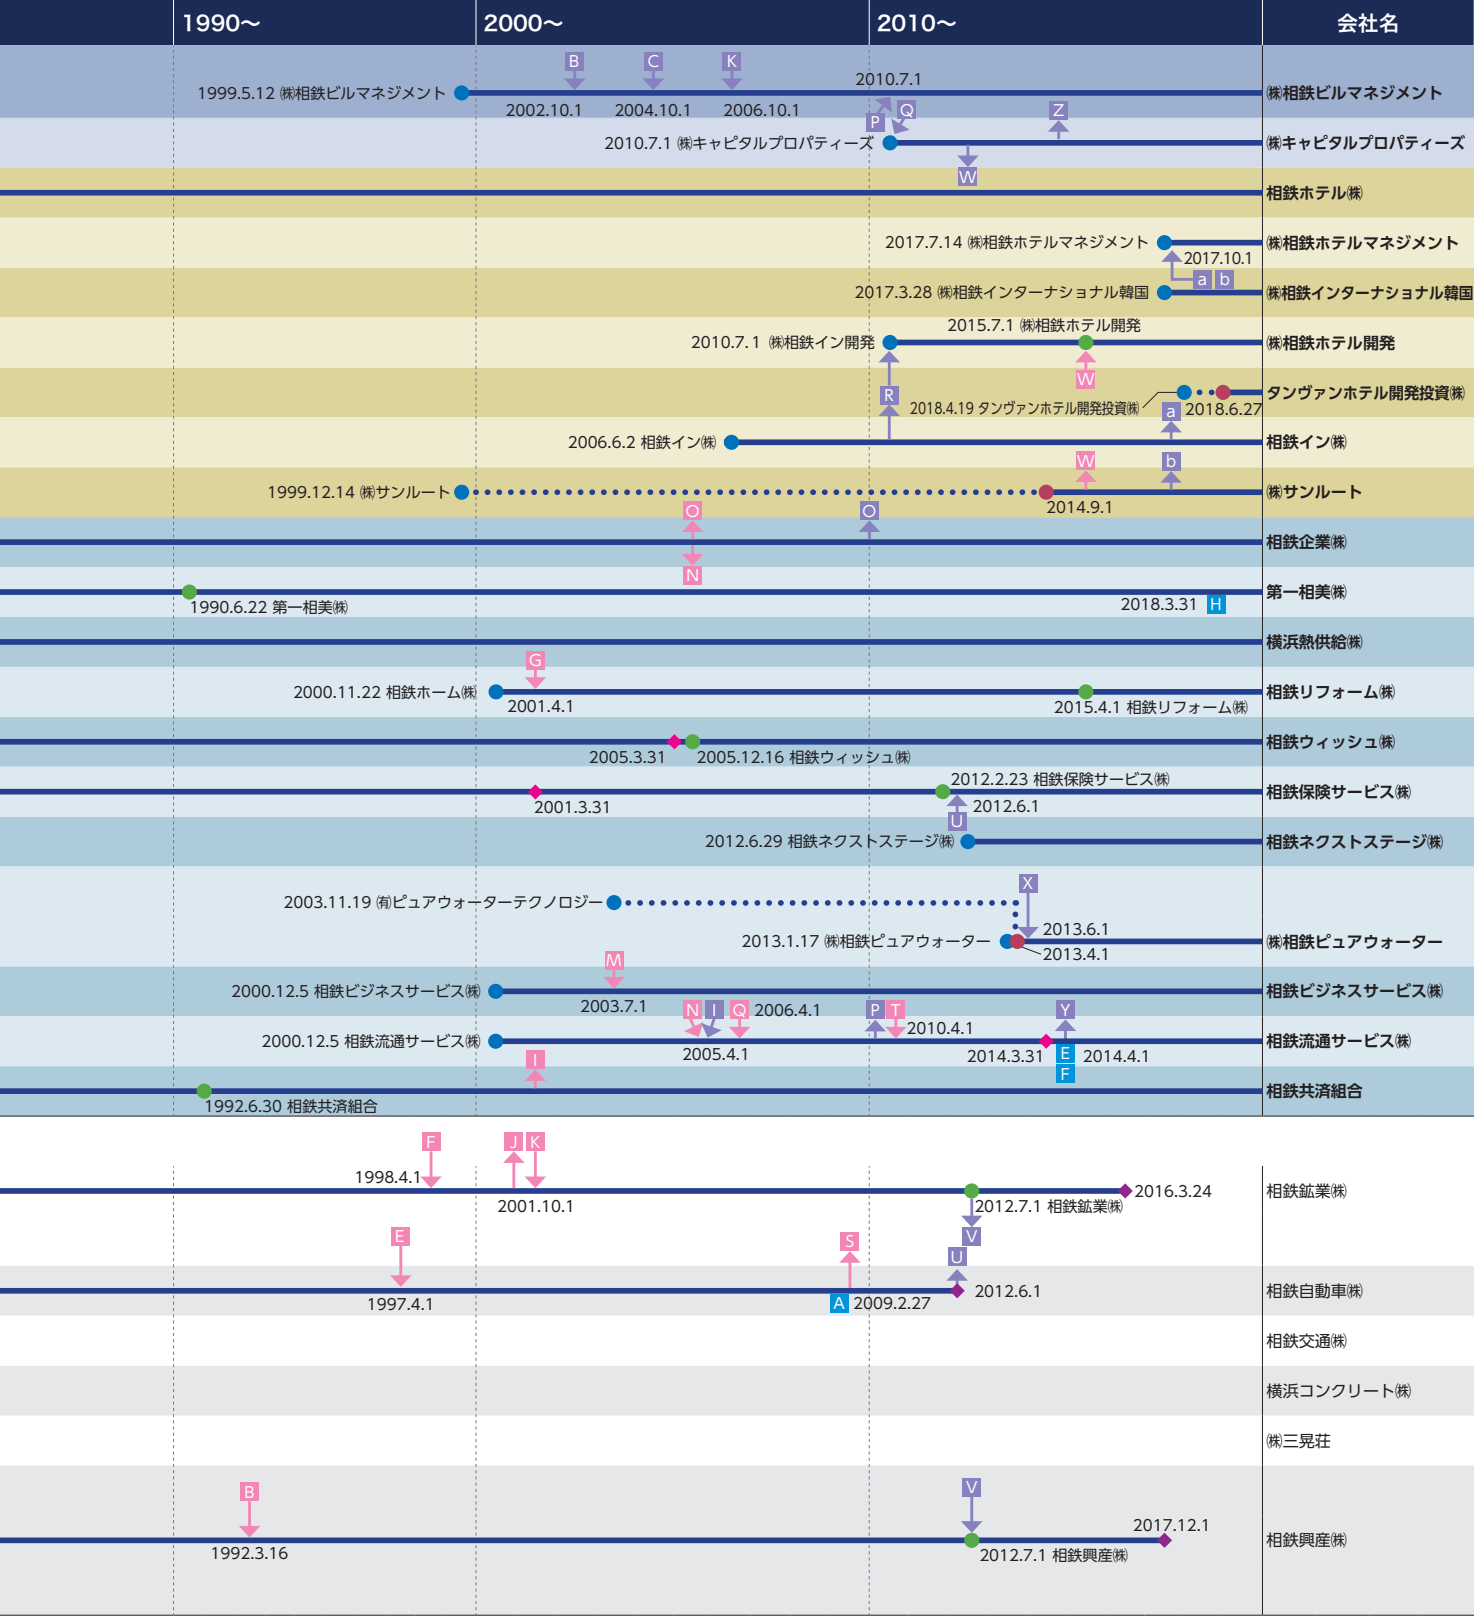 1990〜 2000〜 2010〜 会社名
B C K
2010.7.1
1999.5.12 ㈱相鉄ビルマネジメント ㈱相鉄ビルマネジメント
2002.10.1 2004.10.1 2006.10.1
P Q Z
2010.7.1 ㈱キャピタルプロパティーズ ㈱キャピタルプロパティーズ
W
相鉄ホテル㈱
2017.7.14 ㈱相鉄ホテルマネジメント ㈱相鉄ホテルマネジメント
2017.10.1
a b
2017.3.28 ㈱相鉄インターナショナル韓国 ㈱相鉄インターナショナル韓国
2015.7.1 ㈱相鉄ホテル開発
2010.7.1 ㈱相鉄イン開発 ㈱相鉄ホテル開発
W
R
タンヴァンホテル開発投資㈱
2018.4.19 タンヴァンホテル開発投資㈱ a 2018.6.27
2006.6.2 相鉄イン㈱ 相鉄イン㈱
W b
1999.12.14 ㈱サンルート ㈱サンルート
2014.9.1
O O
相鉄企業㈱
N
第一相美㈱
1990.6.22 第一相美㈱ 2018.3.31 H
横浜熱供給㈱
G
2000.11.22 相鉄ホーム㈱ 相鉄リフォーム㈱
2001.4.1 2015.4.1 相鉄リフォーム㈱
相鉄ウィッシュ㈱
2005.3.31 2005.12.16 相鉄ウィッシュ㈱
2012.2.23 相鉄保険サービス㈱
相鉄保険サービス㈱
2001.3.31 2012.6.1
U
2012.6.29 相鉄ネクストステージ㈱ 相鉄ネクストステージ㈱
X
2003.11.19 ㈲ピュアウォーターテクノロジー
2013.6.1
2013.1.17 ㈱相鉄ピュアウォーター ㈱相鉄ピュアウォーター
2013.4.1
M
2000.12.5 相鉄ビジネスサービス㈱ 相鉄ビジネスサービス㈱
2003.7.1
N I Q 2006.4.1 P T Y
2010.4.1
2000.12.5 相鉄流通サービス㈱ 相鉄流通サービス㈱
2005.4.1 2014.3.31 E 2014.4.1
I F
相鉄共済組合
1992.6.30 相鉄共済組合
F J K
1998.4.1
2016.3.24 相鉄鉱業㈱
2001.10.1 2012.7.1 相鉄鉱業㈱
E S V
U
2012.6.1 相鉄自動車㈱
1997.4.1 A 2009.2.27
相鉄交通㈱
横浜コンクリート㈱
㈱三晃荘
B V
2017.12.1
相鉄興産㈱
1992.3.16 2012.7.1 相鉄興産㈱